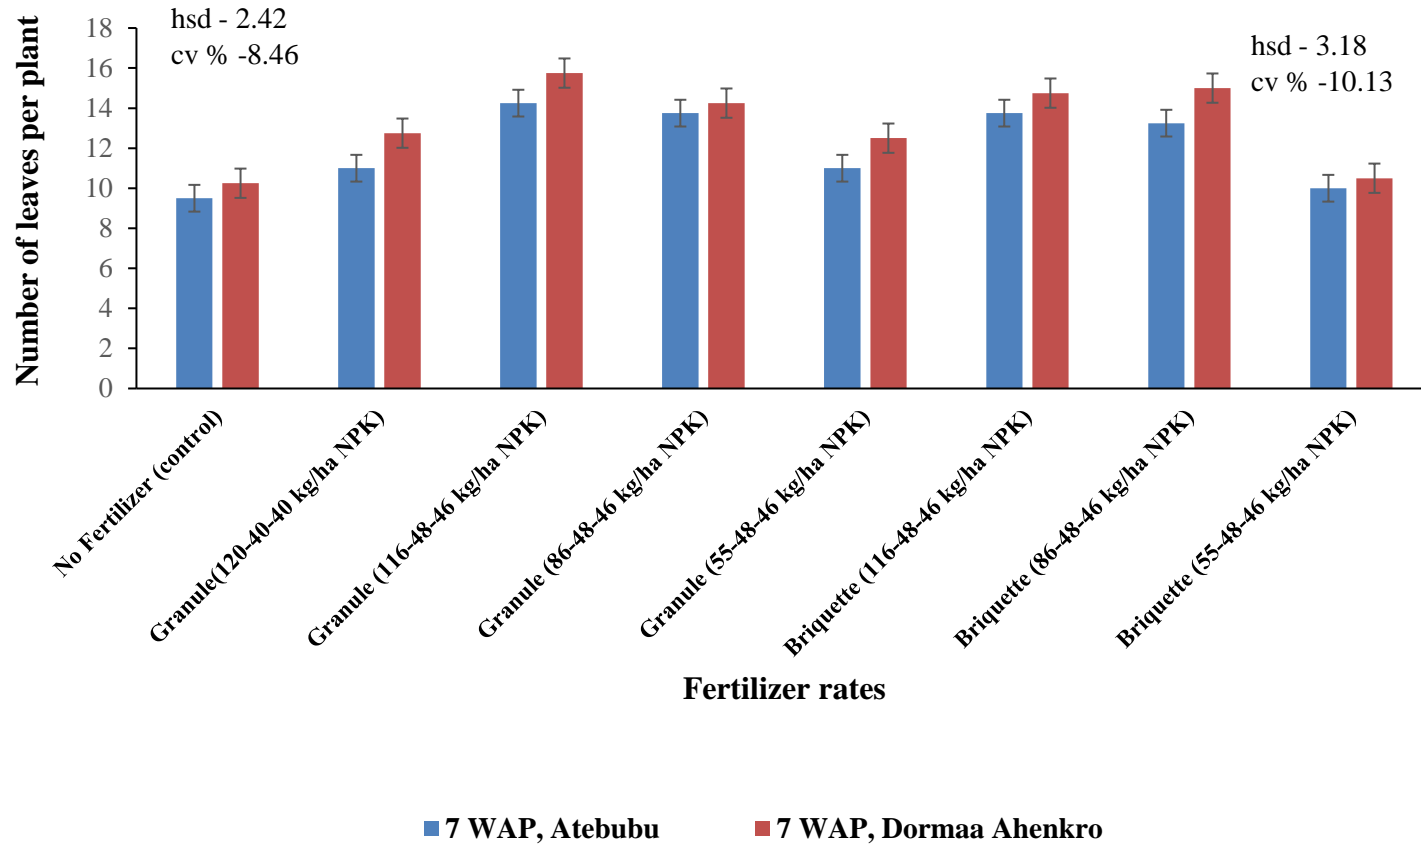 hsd - 2.42
cv % -8.46
hsd - 3.18
cv % -10.13
Number of leaves per plant
18
16
14
12
10
8
6
4
2
0
No Fertilizer (control)
Granule(120-40-40 kg/ha NPK)
Granule (116-48-46 kg/ha NPK)
Granule (86-48-46 kg/ha NPK)
Granule (55-48-46 kg/ha NPK)
Briquette (116-48-46 kg/ha NPK)
Briquette (86-48-46 kg/ha NPK)
Briquette (55-48-46 kg/ha NPK)
Fertilizer rates
7 WAP, Atebubu
7 WAP, Dormaa Ahenkro